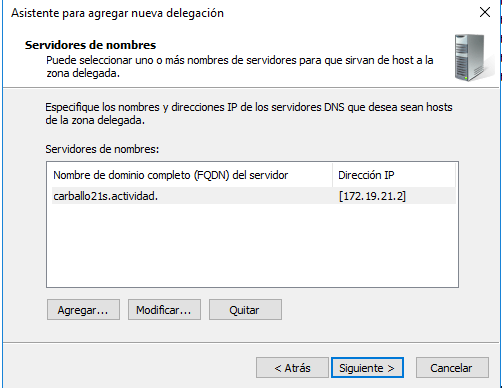 Asistente para agregar nueva delegación
Servidores de nombres
Puede seleccionar uno o más nombres de servidores para que sirvan de host a la
zona delegada.
Especifique los nombres y direcciones IP de los servidores DNS que desea sean hosts
de la zona delegada.
Servidores de nombres:
Nombre de dominio completo (FQDN) del servidor Dirección IP
carballo21s.actividad. [172.19.21.2]
Agregar... Modificar... Quitar
< Atrás Siguiente > Cancelar